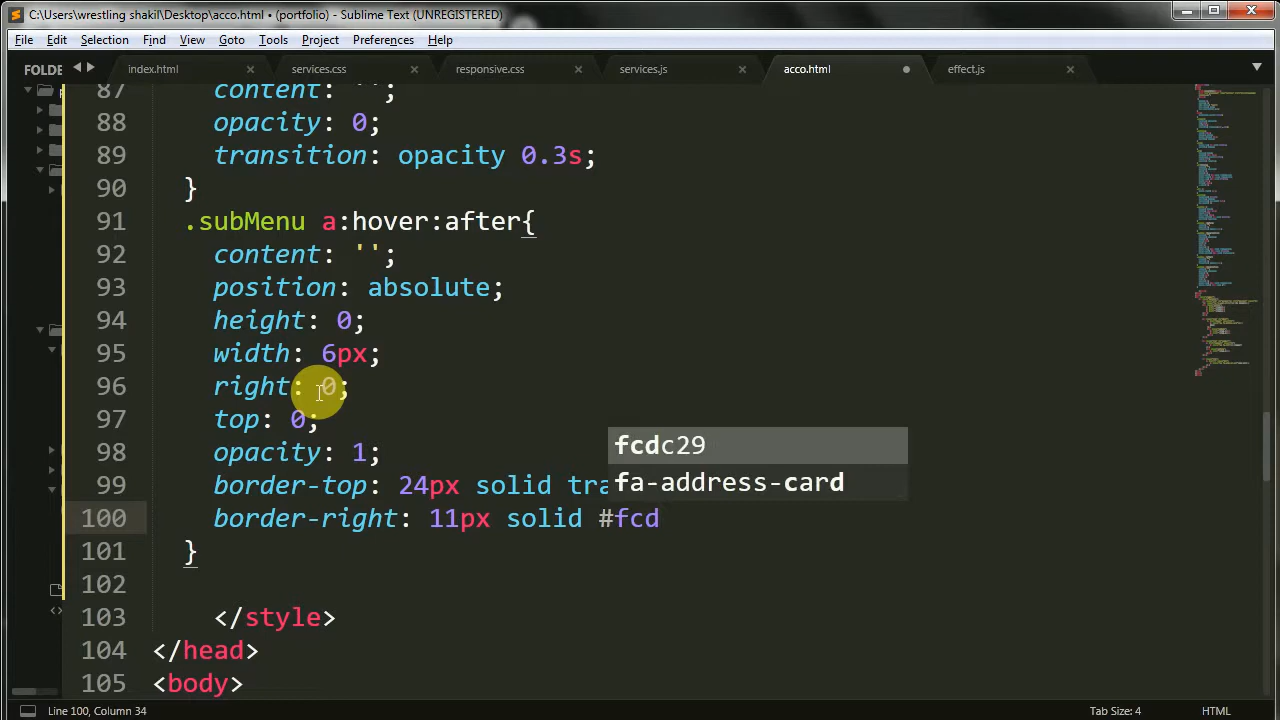 C:\Users\wrestling shakil\Desktop\acco.html • (portfolio) - Sublime Text (UNREGISTERED)
File Edit Selection Find View Goto Tools Project Preferences Help
FOLDE
index.html services.css responsive.css services.js acco.html effect.js
87 content: '';
88 opacity: 0;
89 transition: opacity 0.3s;
90 }
91 .subMenu a:hover:after{
92 content: '';
93 position: absolute;
94 height: 0;
95 width: 6px;
96 right: 0;
97 top: 0;
98 opacity: 1;
99 border-top: 24px solid tra
100 border-right: 11px solid #fcd
fcdc29
fa-address-card
101 }
102
103 </style>
104 </head>
105 <body>
Line 100, Column 34 Tab Size: 4 HTML